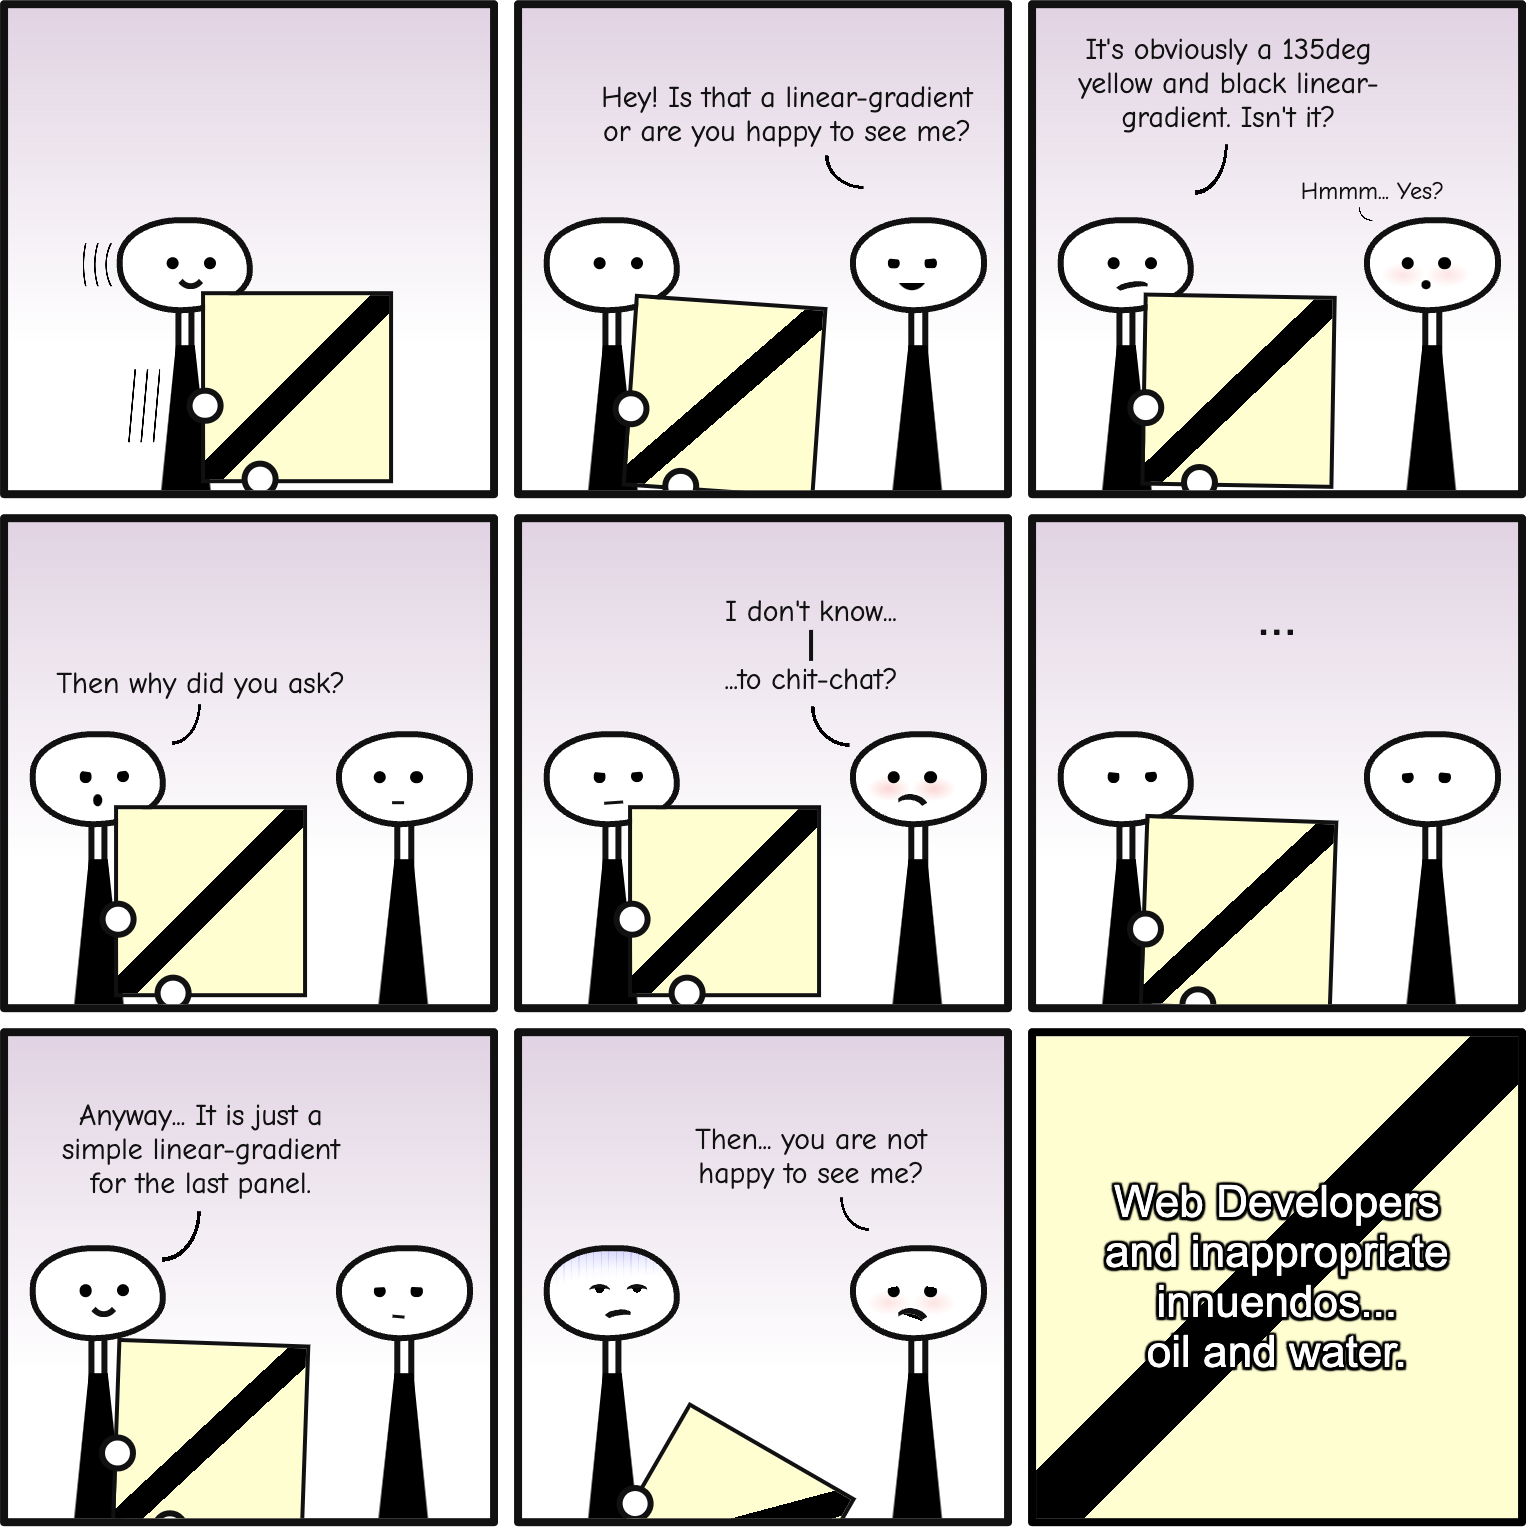 Hey! Is that a linear-gradient
or are you happy to see me?
It's obviously a 135deg
yellow and black linear-
gradient. Isn't it?
Hmmm... Yes?
Then why did you ask?
I don't know...
...to chit-chat?
...
Anyway... It is just a
simple linear-gradient
for the last panel.
Then... you are not
happy to see me?
Web Developers
and inappropriate
innuendos...
oil and water.